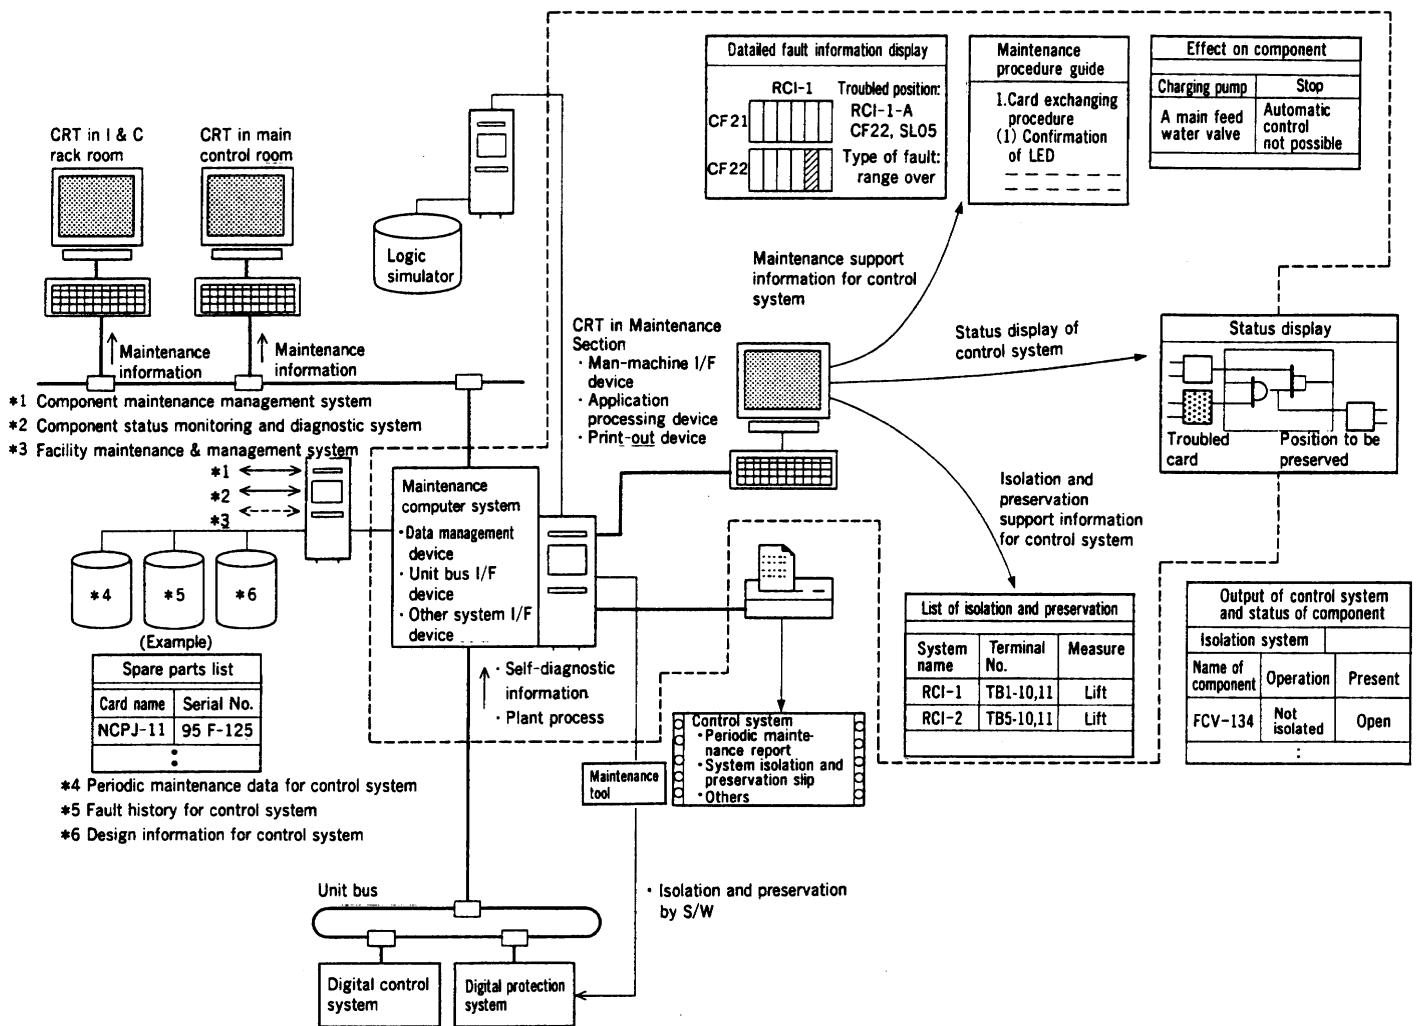 CRT in I & C
rack room
CRT in main
control room
Logic
simulator
Maintenance
information
Maintenance
information
*1 Component maintenance management system
*2 Component status monitoring and diagnostic system
*3 Facility maintenance & management system
*1
*2
*3
*4
*5
*6
(Example)
Spare parts list
Card name
Serial No.
NCPJ-11
95 F-125
*4 Periodic maintenance data for control system
*5 Fault history for control system
*6 Design information for control system
Maintenance
computer system
· Data management
device
· Unit bus I/F
device
· Other system I/F
device
· Self-diagnostic
information
· Plant process
Unit bus
Digital control
system
Digital protection
system
Maintenance
tool
· Isolation and preservation
by S/W
CRT in Maintenance
Section
· Man-machine I/F
device
· Application
processing device
· Print-out device
Control system
· Periodic mainte-
nance report
· System isolation and
preservation slip
· Others
Datailed fault information display
RCI-1
CF21
CF22
Troubled position:
RCI-1-A
CF22, SL05
Type of fault:
range over
Maintenance
procedure guide
1.Card exchanging
procedure
(1) Confirmation
of LED
Effect on component
Charging pump
Stop
A main feed
water valve
Automatic
control
not possible
Maintenance support
information for control
system
Status display of
control system
Status display
Troubled
card
Position to be
preserved
Isolation and
preservation
support information
for control system
List of isolation and preservation
System
name
Terminal
No.
Measure
RCI-1
TB1-10,11
Lift
RCI-2
TB5-10,11
Lift
Output of control system
and status of component
Isolation system
Name of
component
Operation
Present
FCV-134
Not
isolated
Open